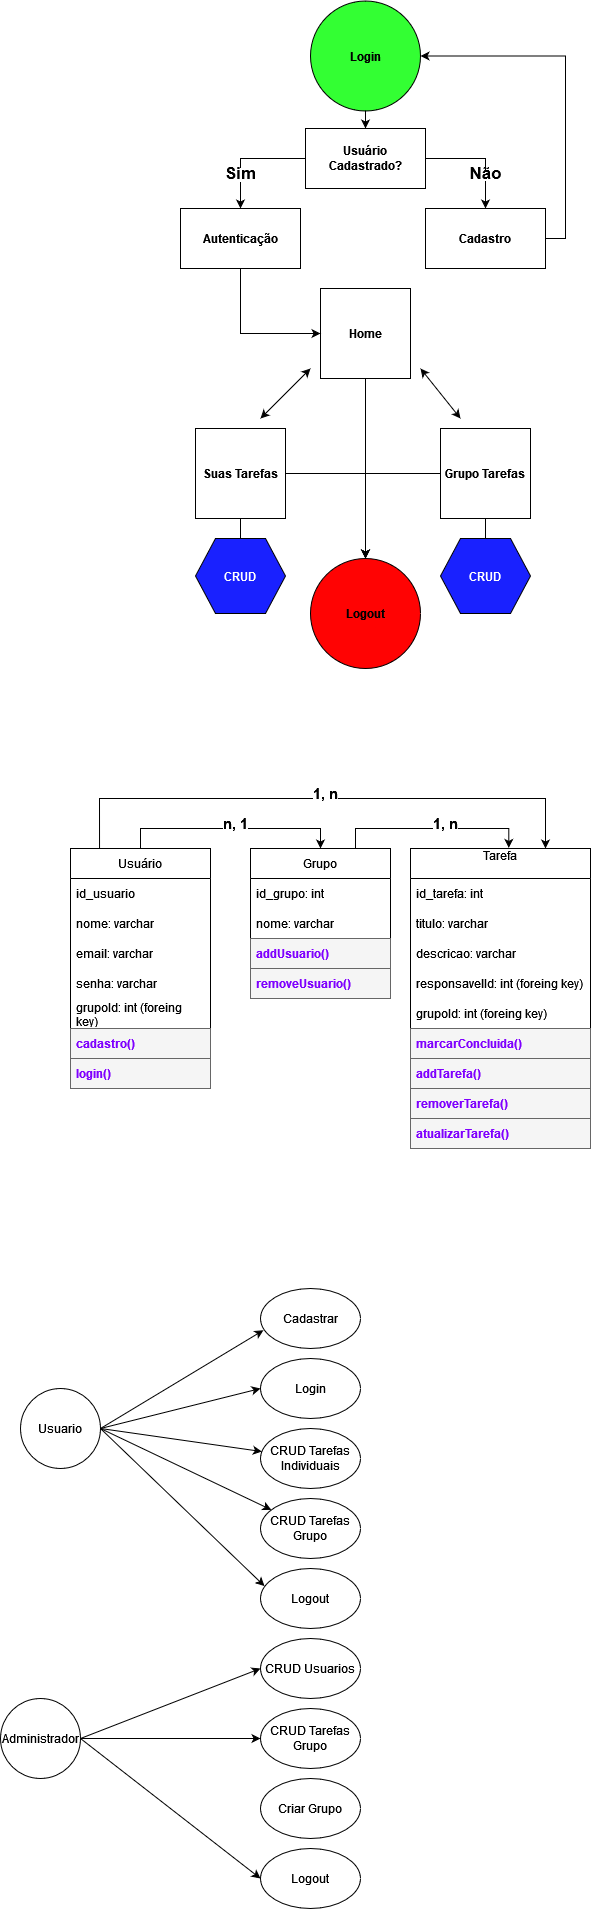 Login
Usuário
Cadastrado?
Sim
Não
Autenticação
Cadastro
Home
Suas Tarefas
Grupo Tarefas
CRUD
CRUD
Logout
1, n
n, 1
1, n
Usuário
id_usuario
nome: varchar
email: varchar
senha: varchar
grupoId: int (foreing
key)
cadastro()
login()
Grupo
id_grupo: int
nome: varchar
addUsuario()
removeUsuario()
Tarefa
id_tarefa: int
titulo: varchar
descricao: varchar
responsavelId: int (foreing key)
grupoId: int (foreing key)
marcarConcluida()
addTarefa()
removerTarefa()
atualizarTarefa()
Usuario
Cadastrar
Login
CRUD Tarefas
Individuais
CRUD Tarefas
Grupo
Logout
Administrador
CRUD Usuarios
CRUD Tarefas
Grupo
Criar Grupo
Logout